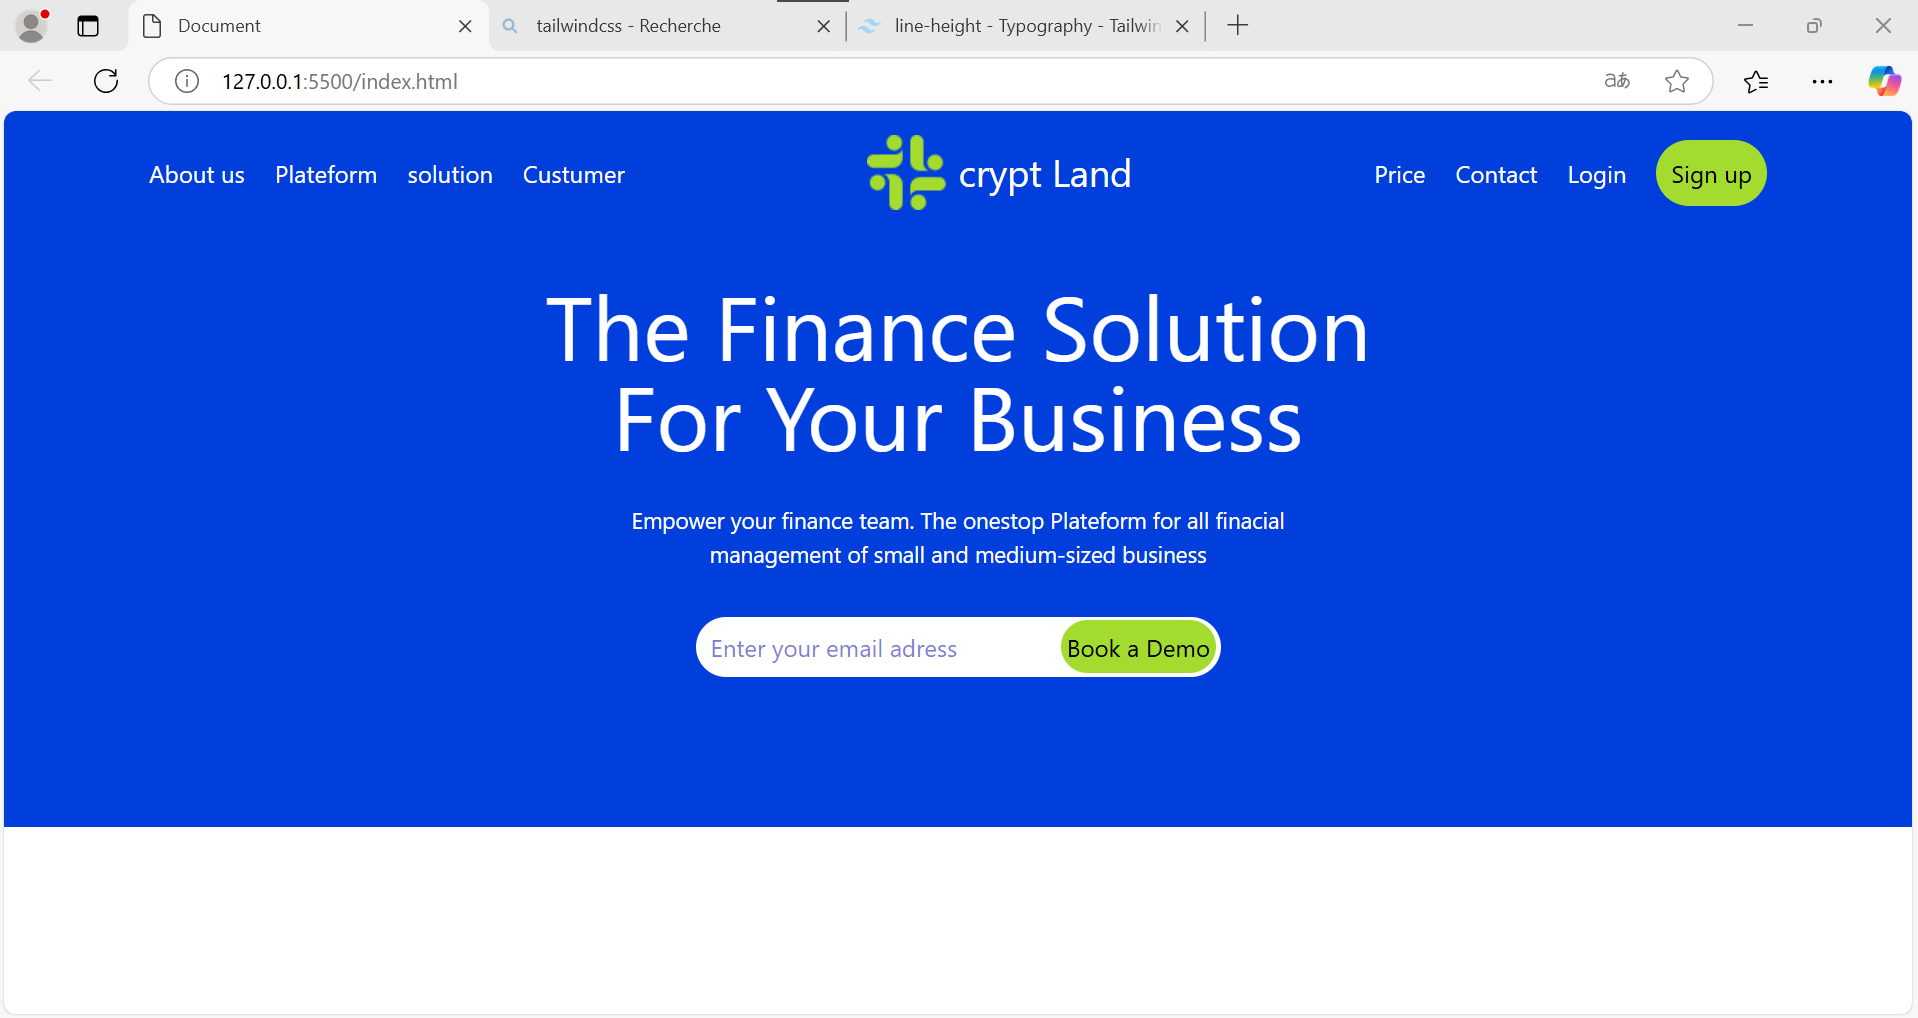 Document
tailwindcss - Recherche
line-height - Typography - Tailwin
127.0.0.1:5500/index.html
aあ
About us Plateform solution Custumer
crypt Land
Price Contact Login Sign up
The Finance Solution
For Your Business
Empower your finance team. The onestop Plateform for all finacial
management of small and medium-sized business
Enter your email adress
Book a Demo